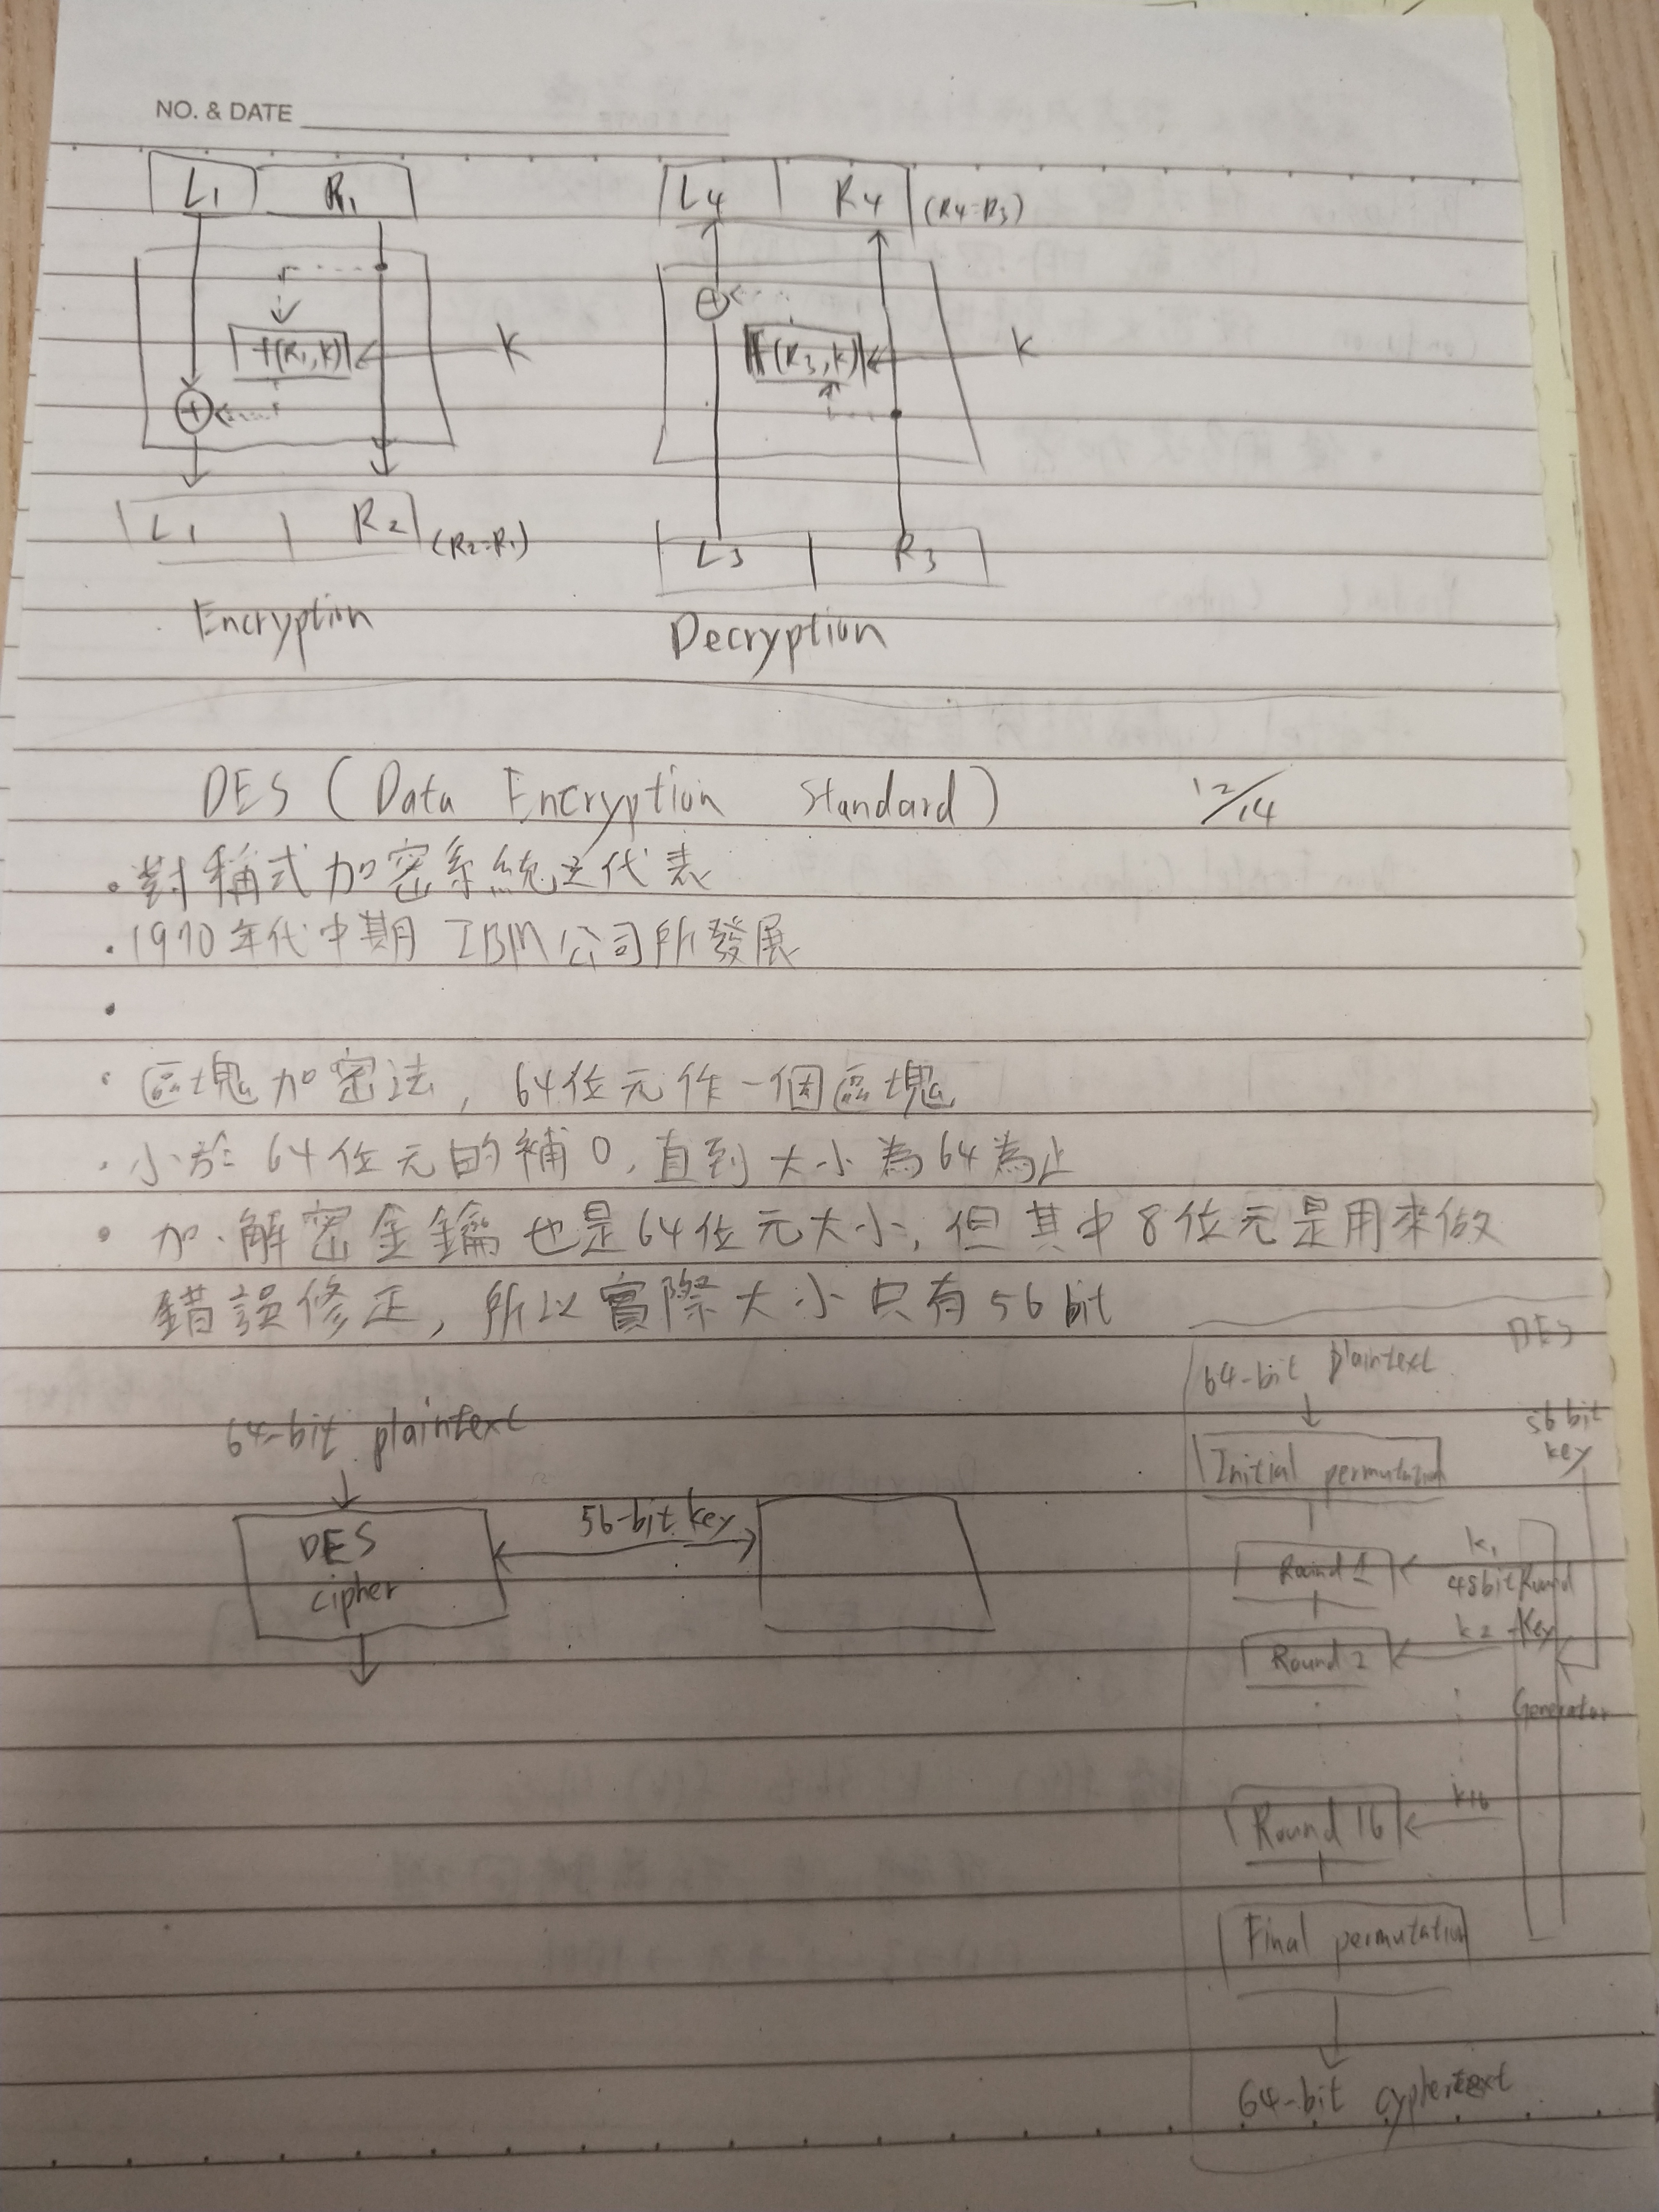 NO. & DATE
L1 R1
f(R1,K) K
L1 R2 (R2=R1)
Encryption
L4 R4 (R4=R3)
f(R3,K) K
L3 R3
Decryption
DES (Data Encryption Standard) 12/14
•對稱式加密系統之代表
•1970年代中期 IBM公司所發展
•
•區塊加密法, 64位元作一個區塊
•小於64位元的補0,直到大小為64為止
•加、解密金鑰也是64位元大小,但其中8位元是用來做
錯誤修正,所以實際大小只有56bit
64-bit plaintext
DES
cipher
56-bit key
DES
64-bit plaintext
56bit
key
Initial permutation
Round 1 k1
48bit Round
Round 2 k2 Key
Generator
Round 16 k16
Final permutation
64-bit cyphertext